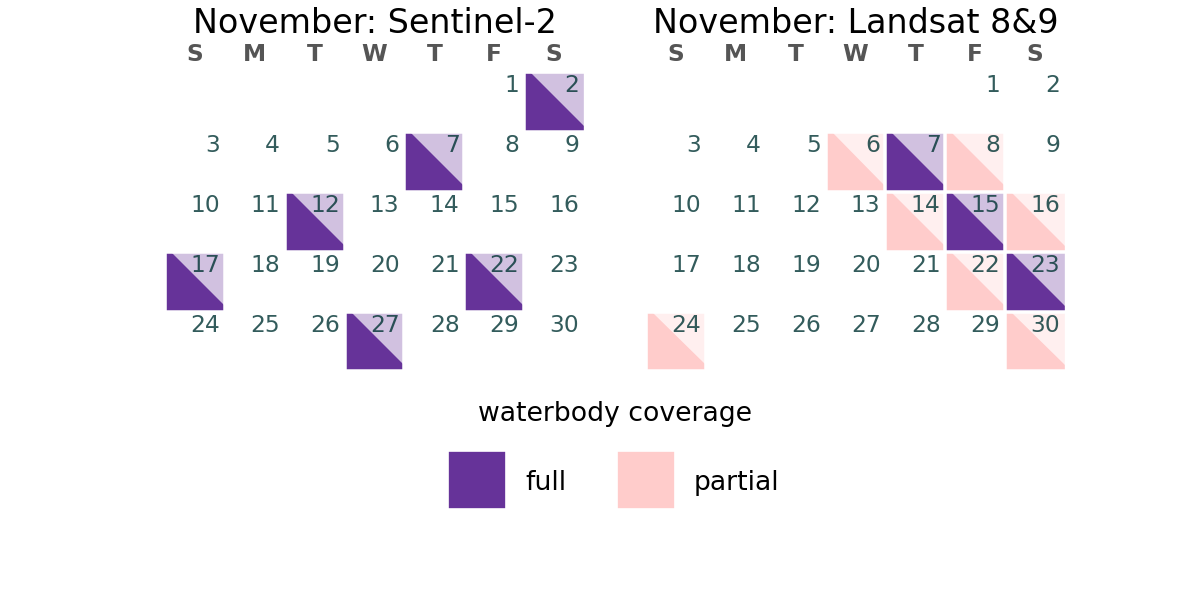 November: Sentinel-2
S M T W T F S
1 2
3 4 5 6 7 8 9
10 11 12 13 14 15 16
17 18 19 20 21 22 23
24 25 26 27 28 29 30
November: Landsat 8&9
S M T W T F S
1 2
3 4 5 6 7 8 9
10 11 12 13 14 15 16
17 18 19 20 21 22 23
24 25 26 27 28 29 30
waterbody coverage
full
partial